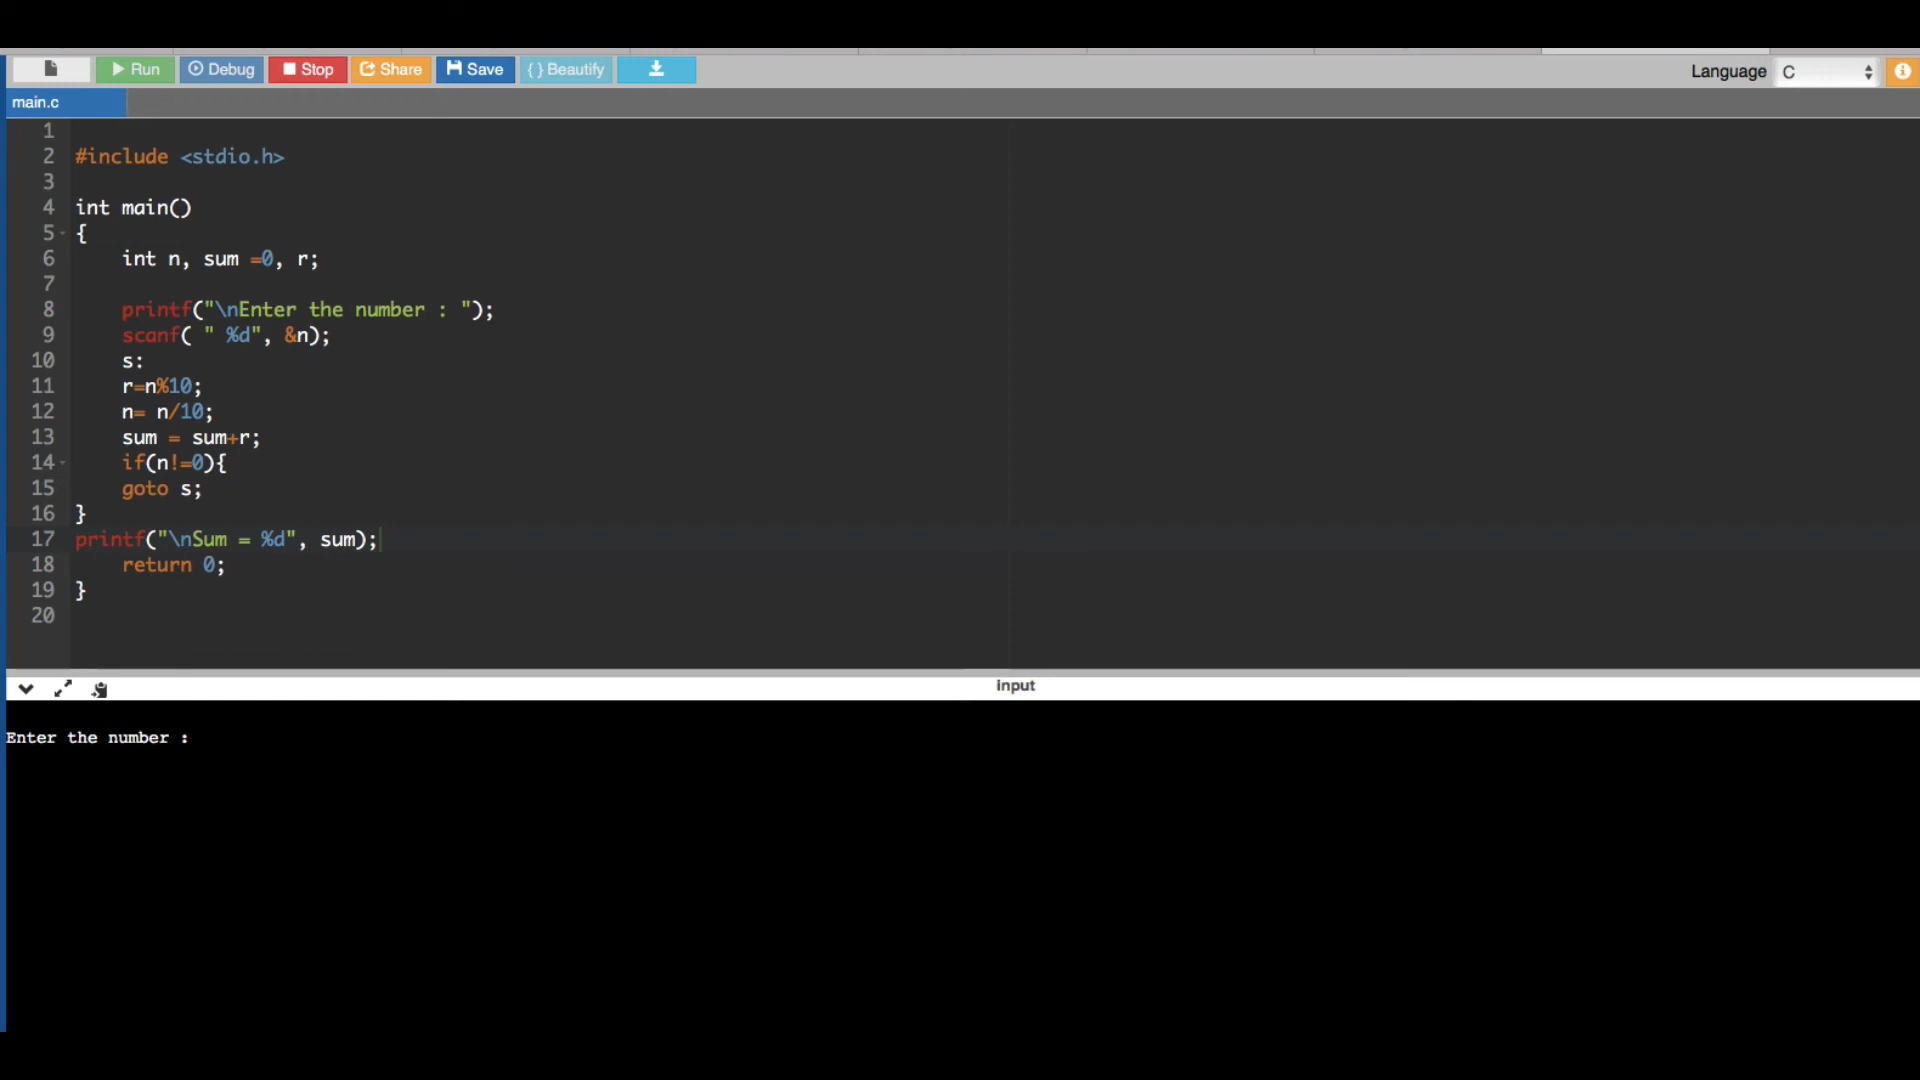 Run Debug Stop Share Save { } Beautify Language C
main.c
1
2 #include <stdio.h>
3
4 int main()
5 {
6 int n, sum =0, r;
7
8 printf("\nEnter the number : ");
9 scanf( " %d", &n);
10 s:
11 r=n%10;
12 n= n/10;
13 sum = sum+r;
14 if(n!=0){
15 goto s;
16 }
17 printf("\nSum = %d", sum);
18 return 0;
19 }
20
input
Enter the number :